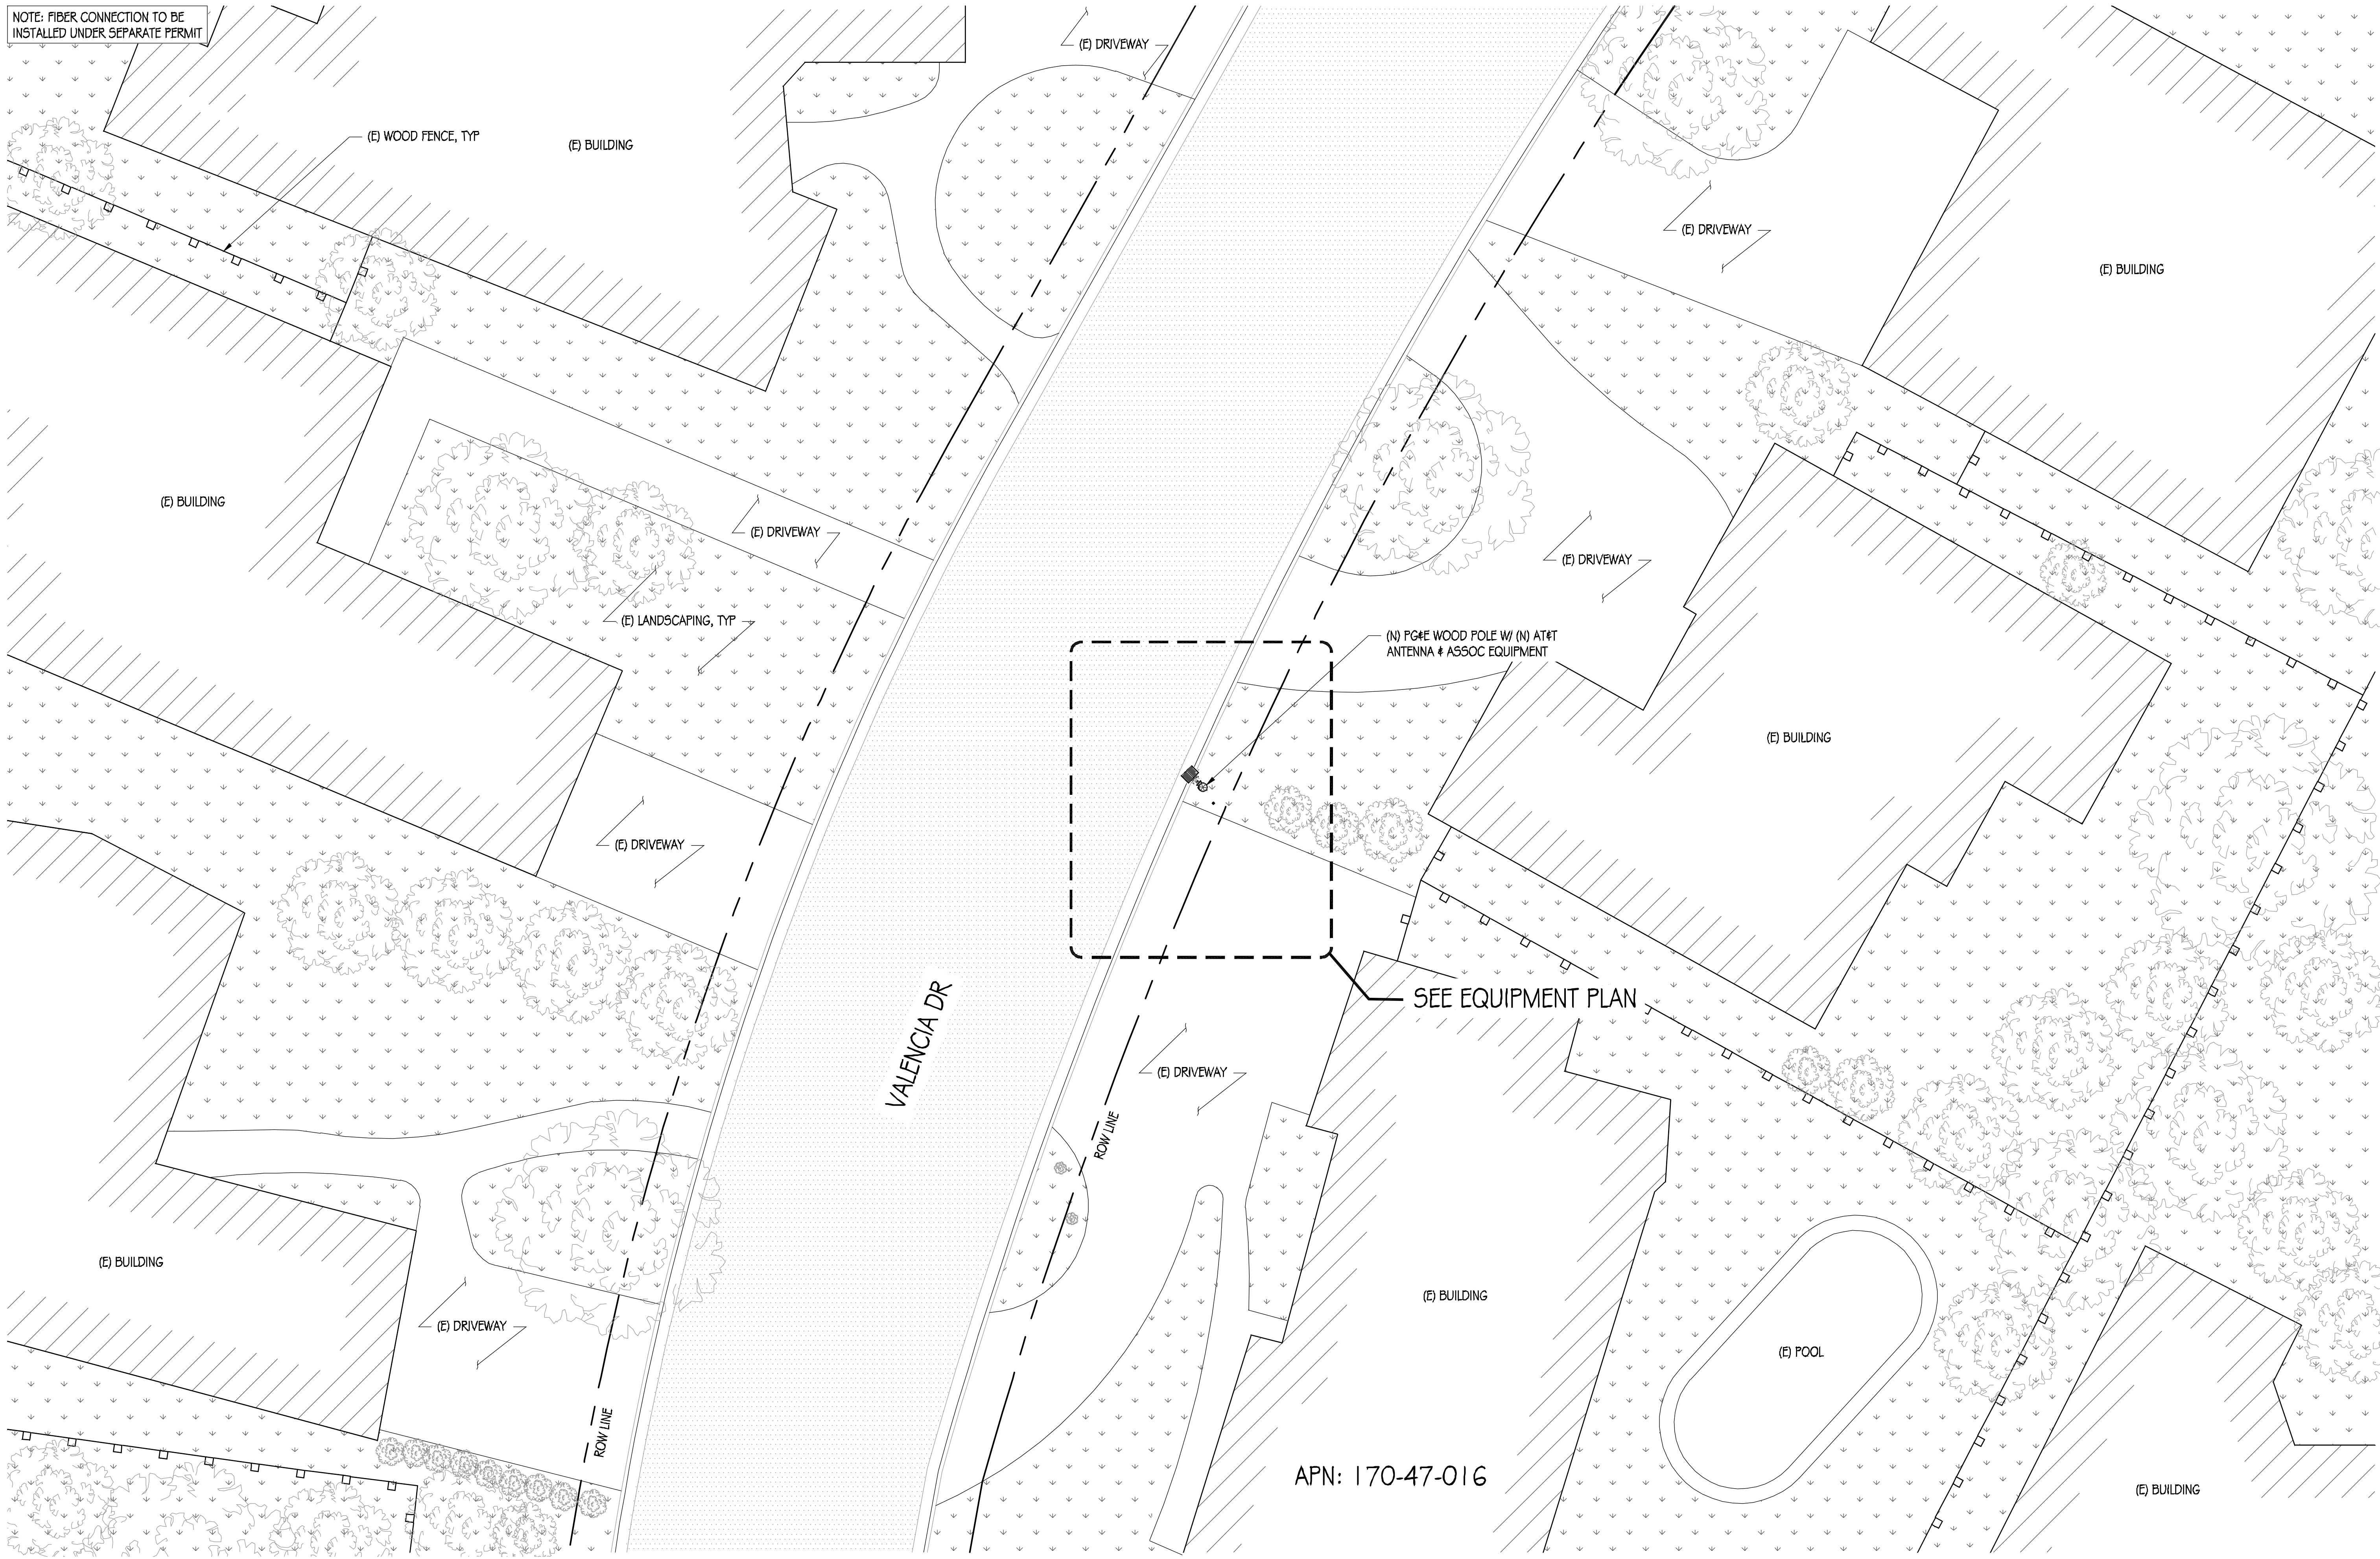 NOTE: FIBER CONNECTION TO BE
INSTALLED UNDER SEPARATE PERMIT
(E) DRIVEWAY
(E) WOOD FENCE, TYP
(E) BUILDING
(E) DRIVEWAY
(E) BUILDING
(E) BUILDING
(E) DRIVEWAY
(E) DRIVEWAY
(E) LANDSCAPING, TYP
(N) PG&E WOOD POLE W/ (N) AT&T
ANTENNA & ASSOC EQUIPMENT
(E) BUILDING
(E) DRIVEWAY
SEE EQUIPMENT PLAN
VALENCIA DR
(E) DRIVEWAY
ROW LINE
(E) BUILDING
(E) BUILDING
(E) DRIVEWAY
(E) POOL
ROW LINE
APN: 170-47-016
(E) BUILDING